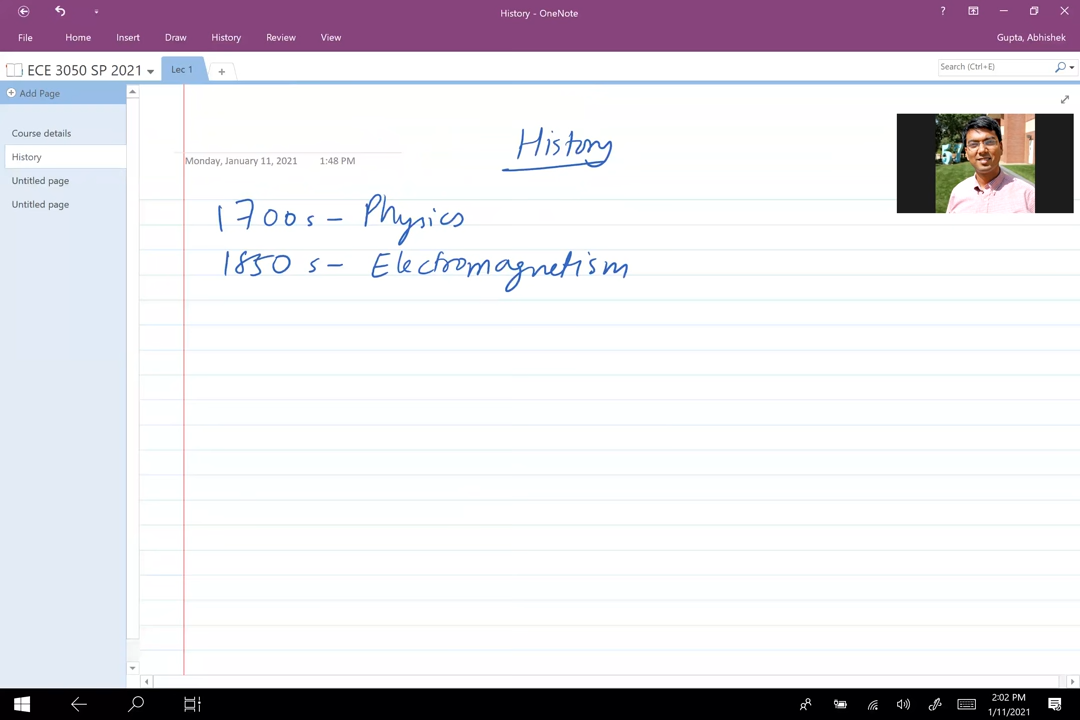 History - OneNote
?
File Home Insert Draw History Review View
Gupta, Abhishek
ECE 3050 SP 2021
Lec 1
+
Search (Ctrl+E)
Add Page
Course details
History
Untitled page
Untitled page
History
Monday, January 11, 2021 1:48 PM
1700s - Physics
1850s - Electromagnetism
2:02 PM
1/11/2021